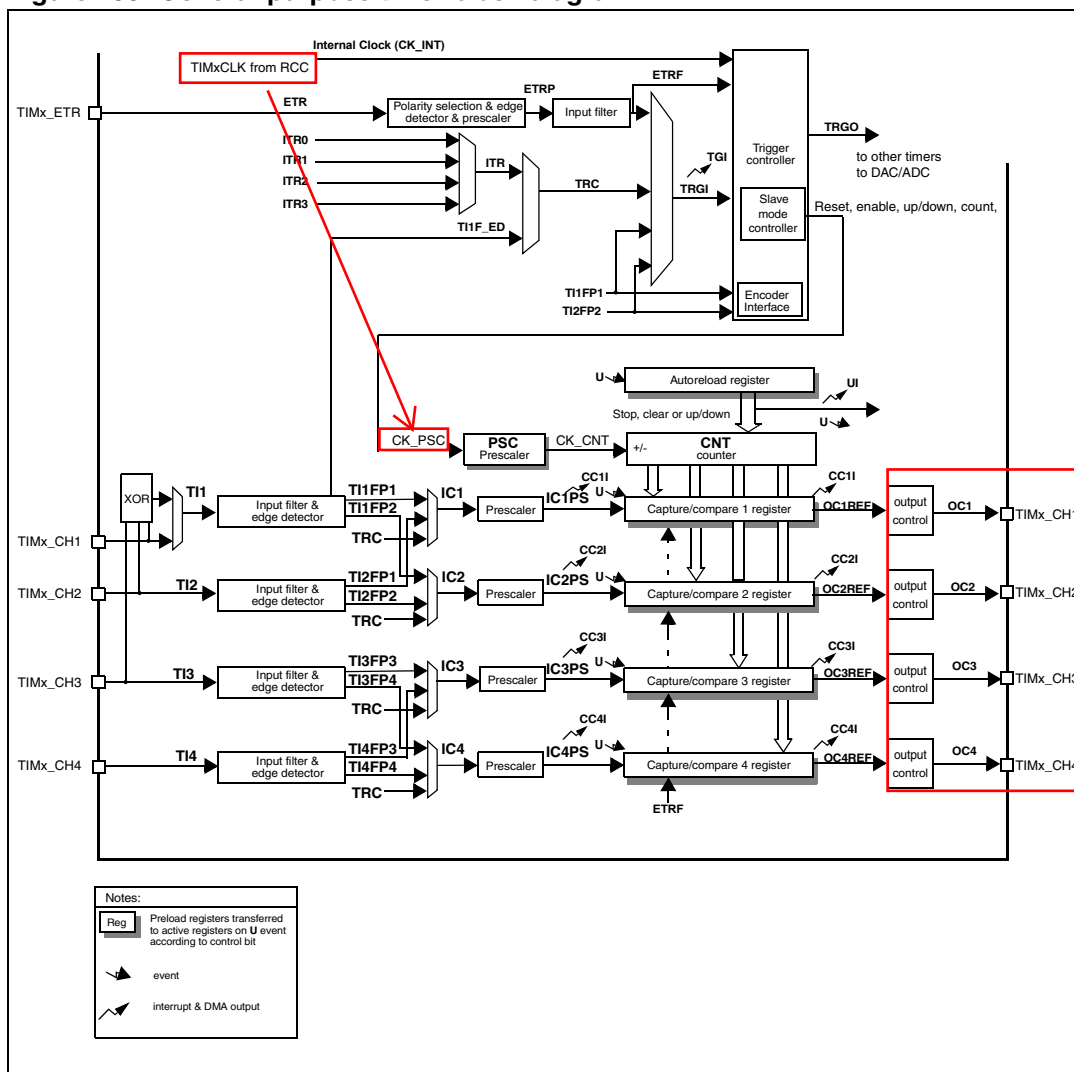 Internal Clock (CK_INT)
TIMxCLK from RCC
ETRF
TIMx_ETR
ETR
Polarity selection & edge
detector & prescaler
ETRP
Input filter
ITR0
ITR1
ITR2
ITR3
ITR
TRC
TI1F_ED
TGI
TRGI
Trigger
controller
TRGO
to other timers
to DAC/ADC
Slave
mode
controller
Reset, enable, up/down, count,
TI1FP1
TI2FP2
Encoder
Interface
U
Autoreload register
UI
Stop, clear or up/down
U
CK_PSC
PSC
Prescaler
CK_CNT
+/-
CNT
counter
XOR
TI1
Input filter &
edge detector
TI1FP1
TI1FP2
TRC
IC1
Prescaler
CC1I
IC1PS
U
Capture/compare 1 register
CC1I
OC1REF
output
control
OC1
TIMx_CH1
TIMx_CH1
TIMx_CH2
TI2
Input filter &
edge detector
TI2FP1
TI2FP2
TRC
IC2
Prescaler
CC2I
IC2PS
U
Capture/compare 2 register
CC2I
OC2REF
output
control
OC2
TIMx_CH2
TIMx_CH3
TI3
Input filter &
edge detector
TI3FP3
TI3FP4
TRC
IC3
Prescaler
CC3I
IC3PS
U
Capture/compare 3 register
CC3I
OC3REF
output
control
OC3
TIMx_CH3
TIMx_CH4
TI4
Input filter &
edge detector
TI4FP3
TI4FP4
TRC
IC4
Prescaler
CC4I
IC4PS
U
Capture/compare 4 register
CC4I
OC4REF
output
control
OC4
TIMx_CH4
ETRF
Notes:
Reg
Preload registers transferred
to active registers on U event
according to control bit
event
interrupt & DMA output